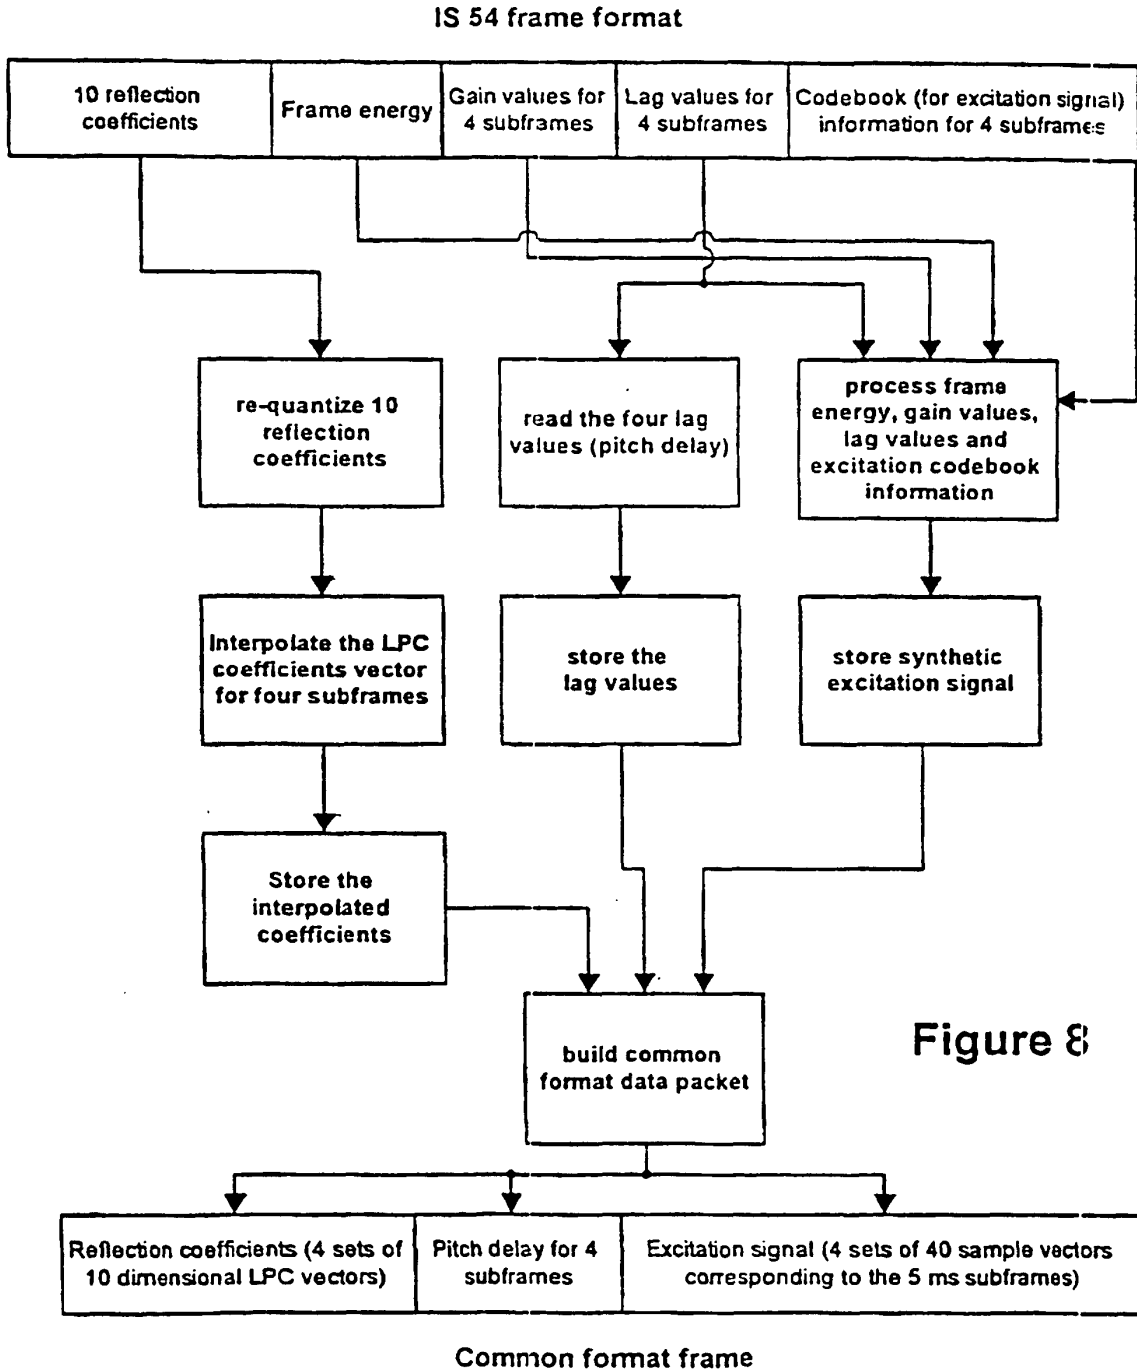 IS 54 frame format
10 reflection
coefficients
Frame energy
Gain values for
4 subframes
Lag values for
4 subframes
Codebook (for excitation signal)
information for 4 subframes
re-quantize 10
reflection
coefficients
read the four lag
values (pitch delay)
process frame
energy, gain values,
lag values and
excitation codebook
information
Interpolate the LPC
coefficients vector
for four subframes
store the
lag values
store synthetic
excitation signal
Store the
interpolated
coefficients
build common
format data packet
Figure 8
Reflection coefficients (4 sets of
10 dimensional LPC vectors)
Pitch delay for 4
subframes
Excitation signal (4 sets of 40 sample vectors
corresponding to the 5 ms subframes)
Common format frame